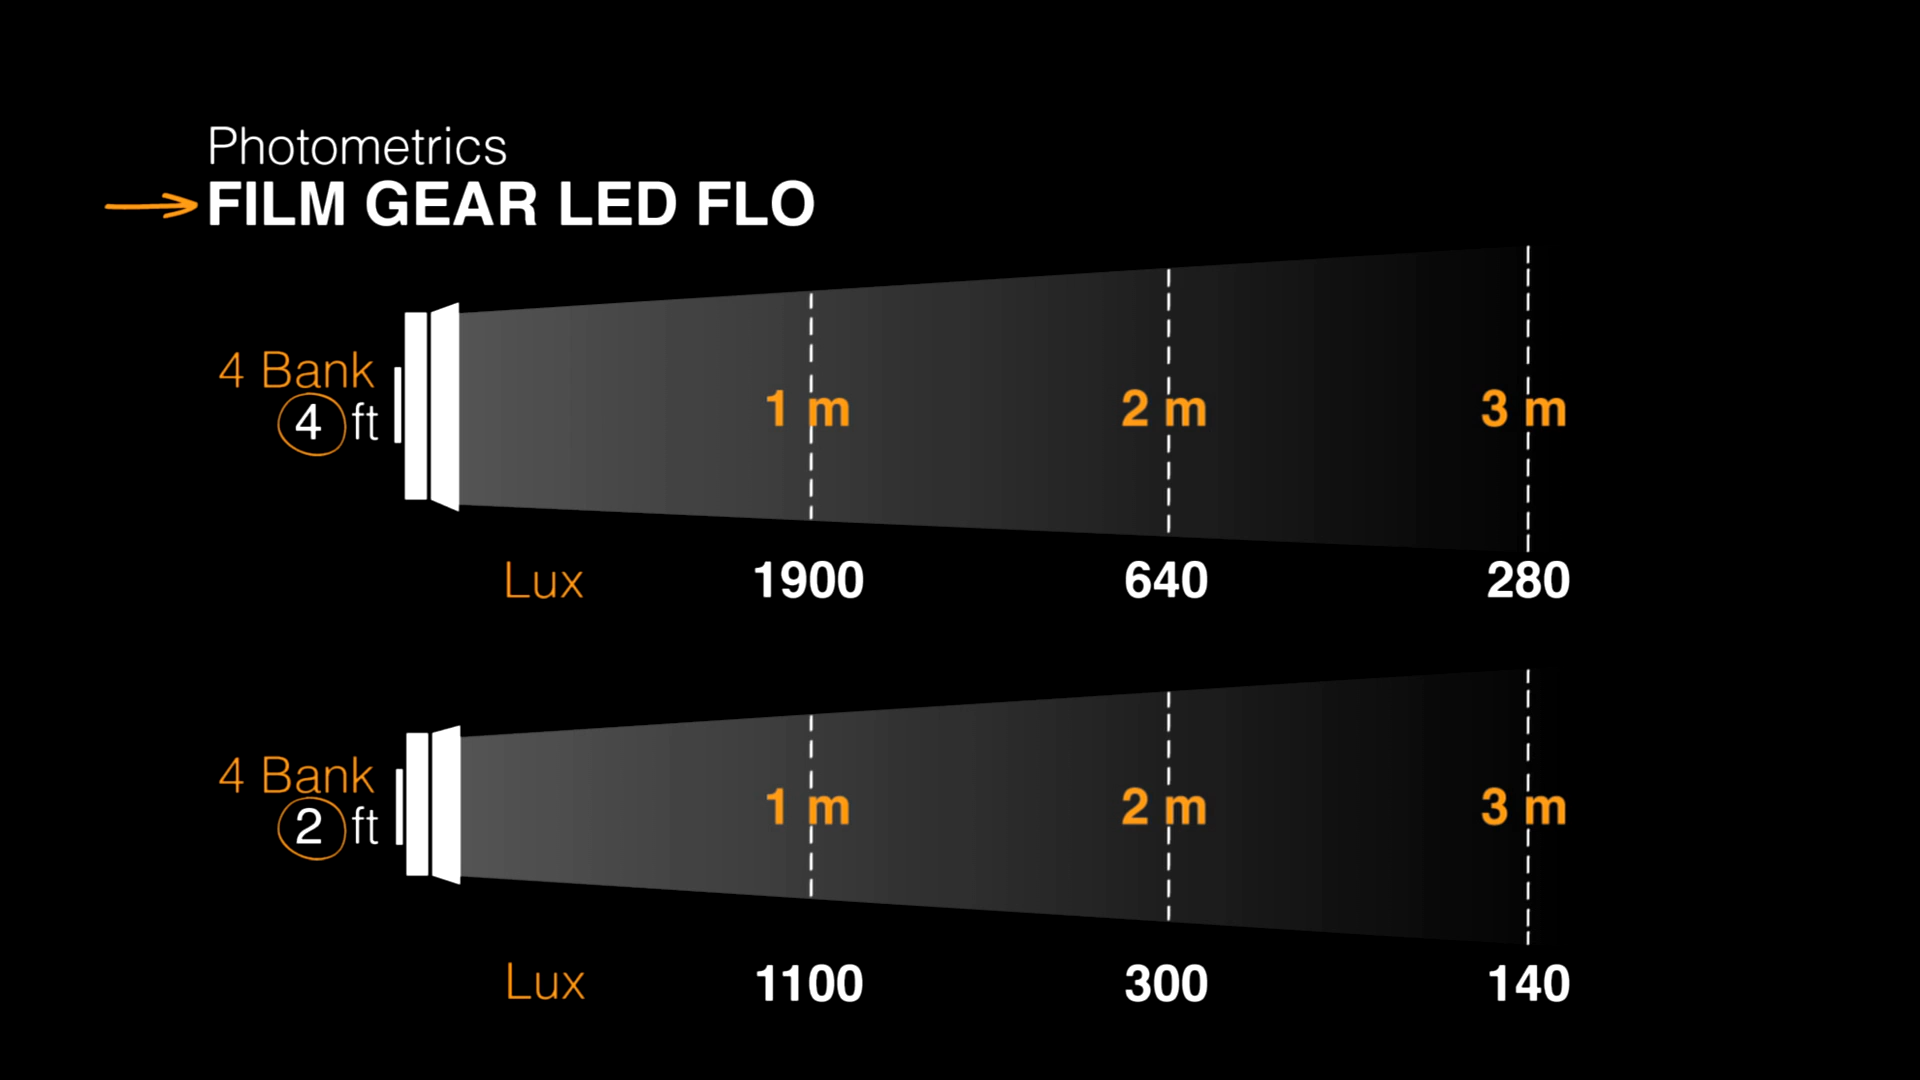 Photometrics
FILM GEAR LED FLO
4 Bank
4 ft
1 m 2 m 3 m
Lux 1900 640 280
4 Bank
2 ft
1 m 2 m 3 m
Lux 1100 300 140